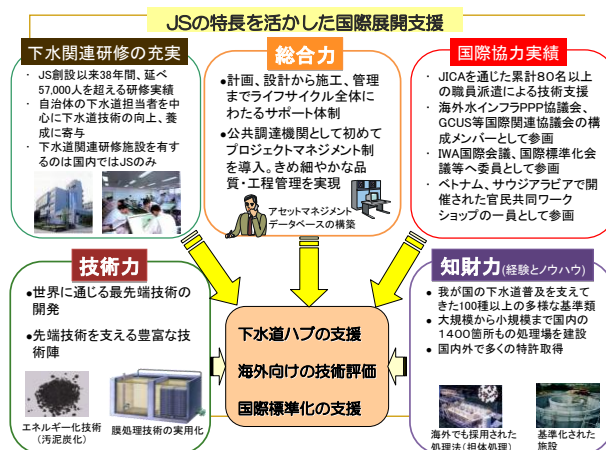 JSの特長を活かした国際展開支援
下水関連研修の充実
・ JS創設以来38年間、延べ
57,000人を超える研修実績
・ 自治体の下水道担当者を中
心に下水道技術の向上、養
成に寄与
・ 下水道関連研修施設を有す
るのは国内ではJSのみ
総合力
●計画、設計から施工、管理
までライフサイクル全体に
わたるサポート体制
●公共調達機関として初めて
プロジェクトマネジメント制
を導入。きめ細やかな品
質・工程管理を実現
アセットマネジメント
データベースの構築
国際協力実績
・ JICAを通じた累計80名以上
の職員派遣による技術支援
・ 海外水インフラPPP協議会、
GCUS等国際関連協議会の構
成メンバーとして参画
・ IWA国際会議、国際標準化会
議等へ委員として参画
・ ベトナム、サウジアラビアで開
催された官民共同ワーク
ショップの一員として参画
技術力
●世界に通じる最先端技術の
開発
●先端技術を支える豊富な技
術陣
エネルギー化技術
(汚泥炭化)
膜処理技術の実用化
下水道ハブの支援
海外向けの技術評価
国際標準化の支援
知財力(経験とノウハウ)
● 我が国の下水道普及を支えて
きた100種以上の多様な基準類
● 大規模から小規模まで国内の
1400箇所もの処理場を建設
● 国内外で多くの特許取得
海外でも採用された
処理法(担体処理)
基準化された
施設